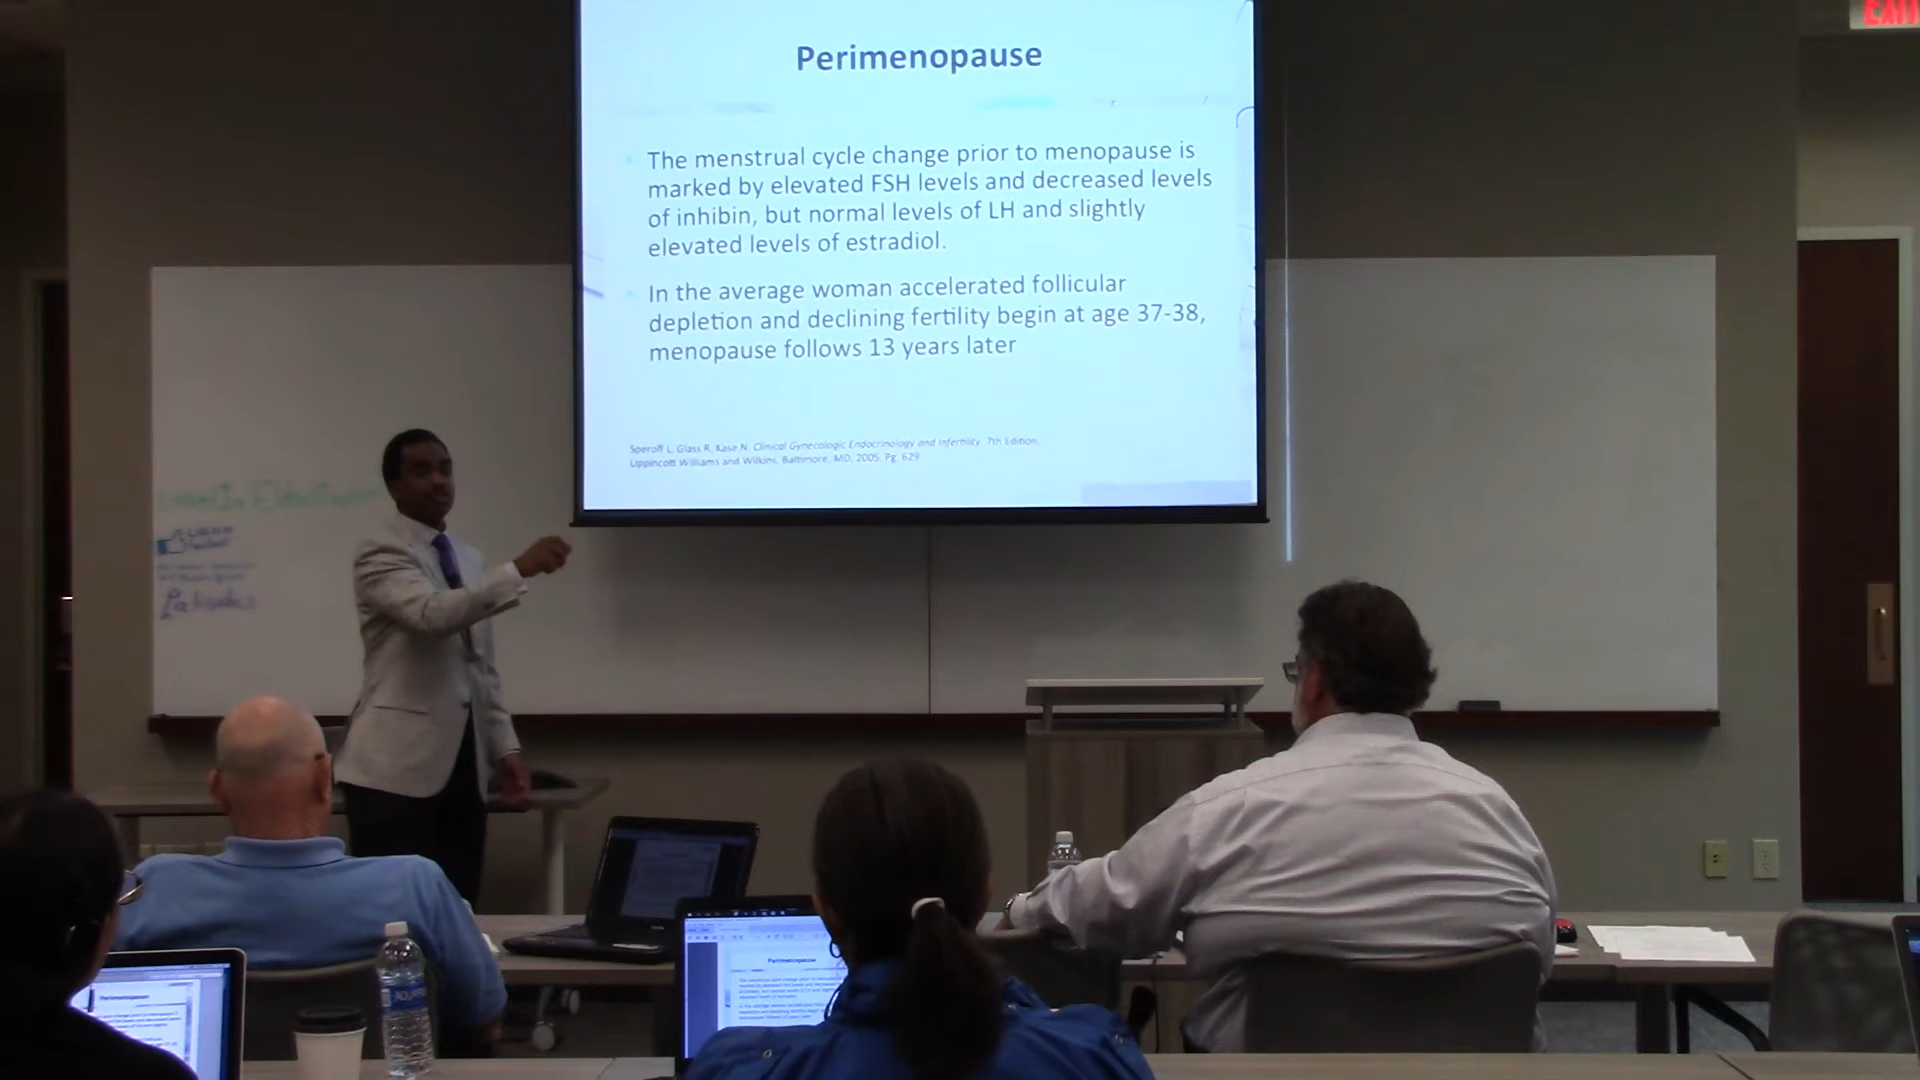 EXIT
Perimenopause
The menstrual cycle change prior to menopause is
marked by elevated FSH levels and decreased levels
of inhibin, but normal levels of LH and slightly
elevated levels of estradiol.
In the average woman accelerated follicular
depletion and declining fertility begin at age 37-38,
menopause follows 13 years later
Speroff L, Glass R, Kase N. Clinical Gynecologic Endocrinology and Infertility. 7th Edition.
Lippincott Williams and Wilkins, Baltimore, MD, 2005. Pg. 629
Perimenopause
Perimenopause